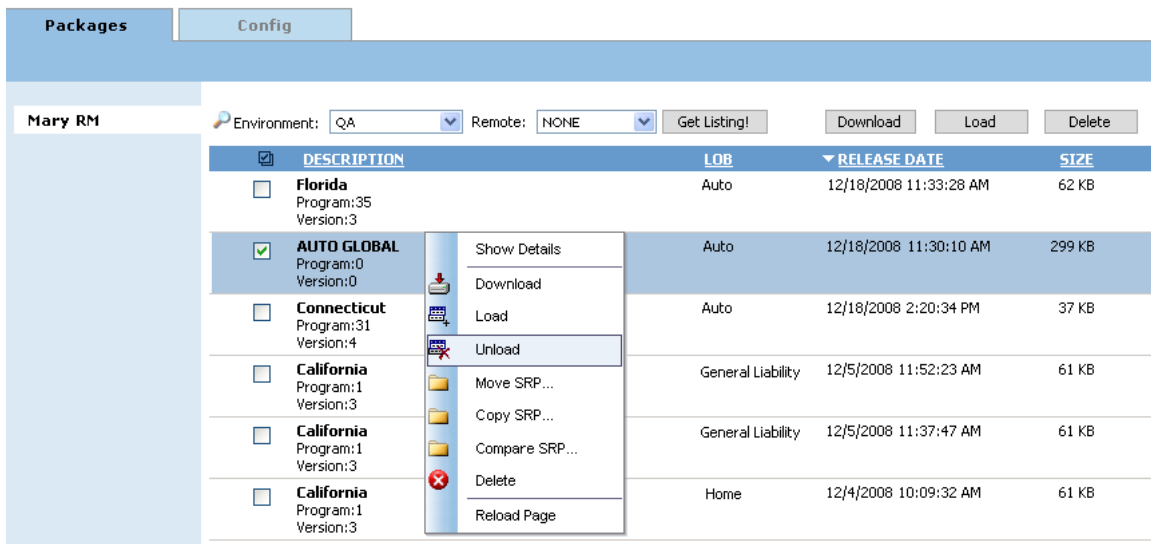 Packages Config
Mary RM
Environment: QA Remote: NONE Get Listing! Download Load Delete
DESCRIPTION LOB RELEASE DATE SIZE
Florida Auto 12/18/2008 11:33:28 AM 62 KB
Program:35
Version:3
AUTO GLOBAL Auto 12/18/2008 11:30:10 AM 299 KB
Program:0
Version:0
Connecticut Auto 12/18/2008 2:20:34 PM 37 KB
Program:31
Version:4
California General Liability 12/5/2008 11:52:23 AM 61 KB
Program:1
Version:3
California General Liability 12/5/2008 11:37:47 AM 61 KB
Program:1
Version:3
California Home 12/4/2008 10:09:32 AM 61 KB
Program:1
Version:3
Show Details
Download
Load
Unload
Move SRP...
Copy SRP...
Compare SRP...
Delete
Reload Page